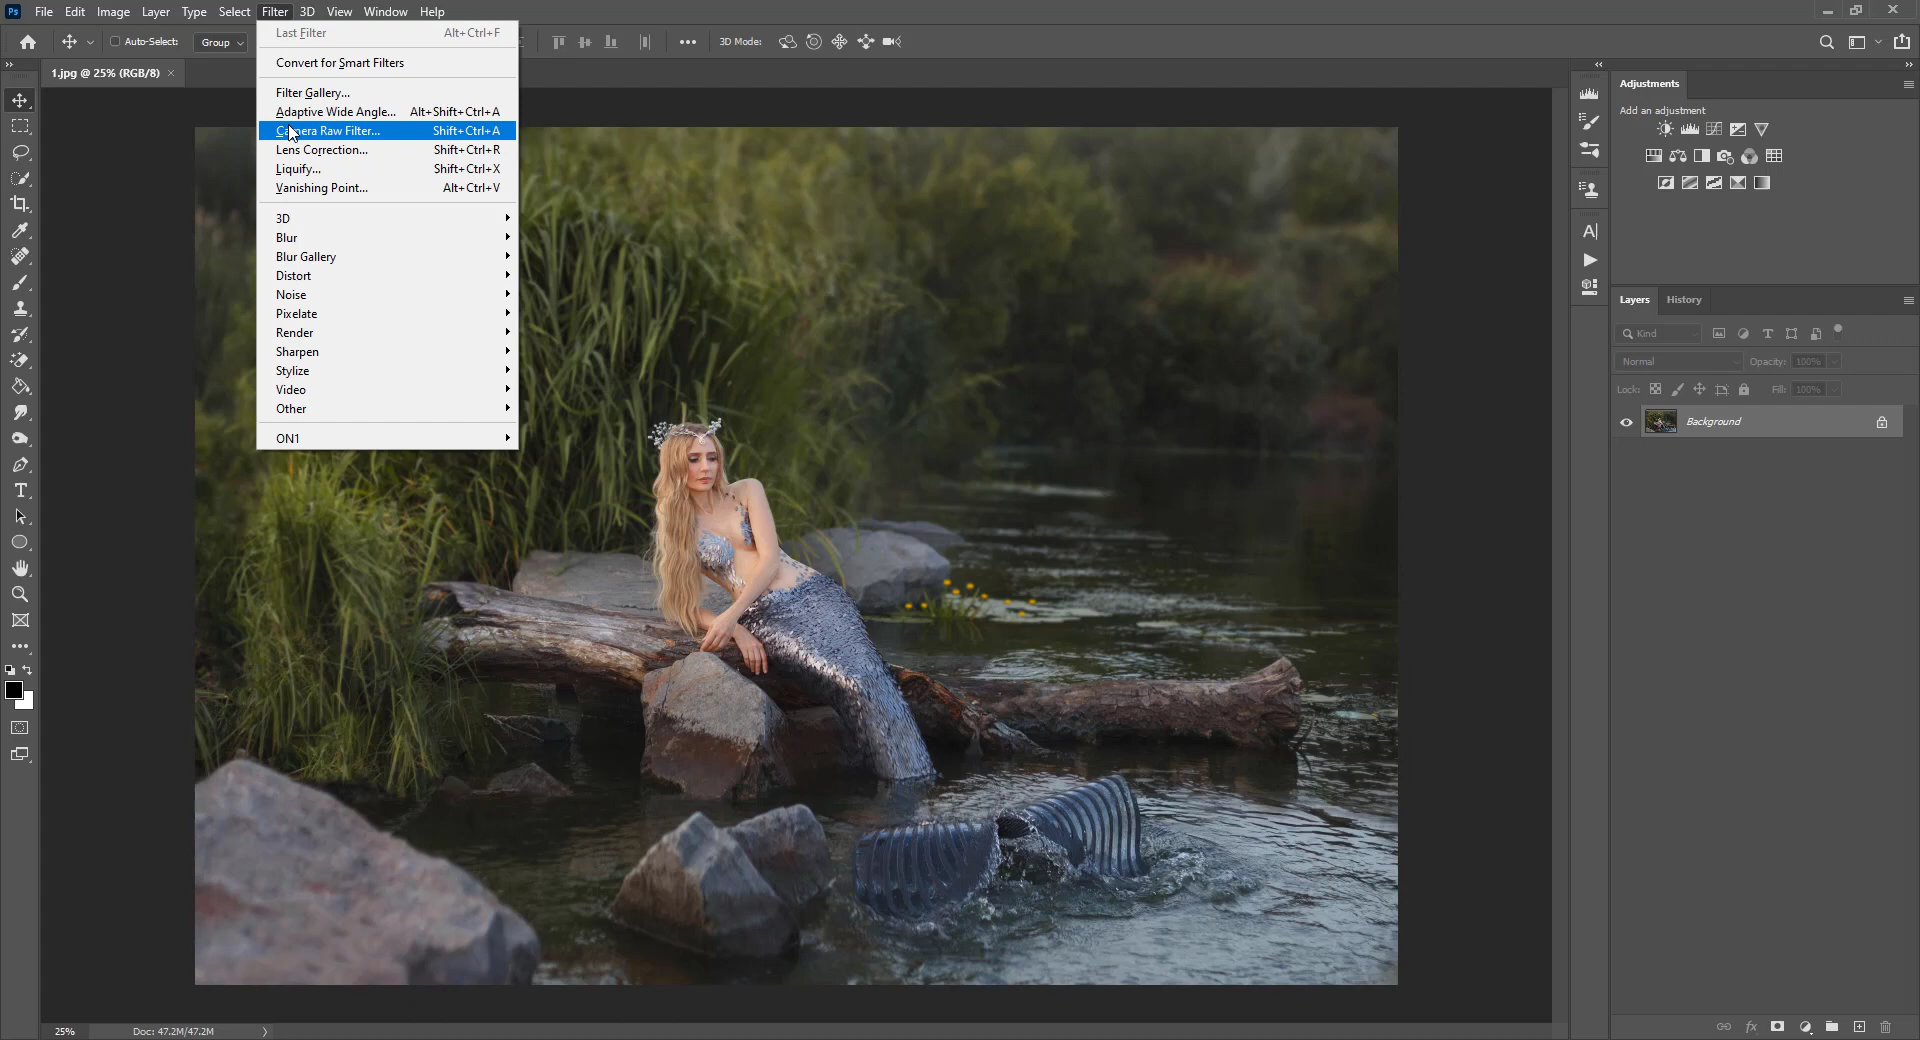 Ps File Edit Image Layer Type Select Filter 3D View Window Help
Auto-Select: Group 3D Mode:
1.jpg @ 25% (RGB/8)
Last Filter Alt+Ctrl+F
Convert for Smart Filters
Filter Gallery...
Adaptive Wide Angle... Alt+Shift+Ctrl+A
Camera Raw Filter... Shift+Ctrl+A
Lens Correction... Shift+Ctrl+R
Liquify... Shift+Ctrl+X
Vanishing Point... Alt+Ctrl+V
3D
Blur
Blur Gallery
Distort
Noise
Pixelate
Render
Sharpen
Stylize
Video
Other
ON1
Adjustments
Add an adjustment
Layers History
Kind
Normal Opacity: 100%
Lock: Fill: 100%
Background
25% Doc: 47.2M/47.2M